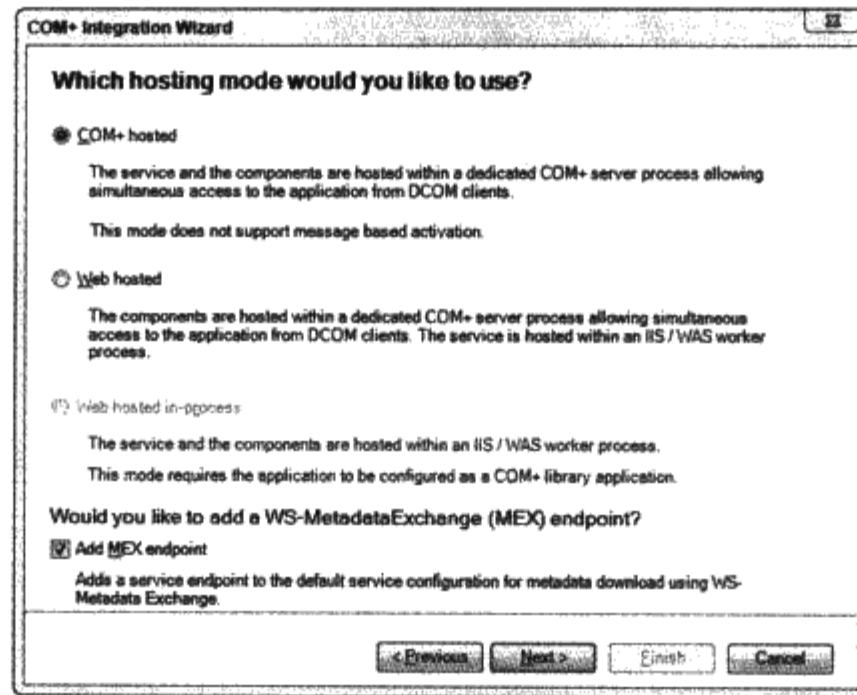 COM+ Integration Wizard
Which hosting mode would you like to use?
COM+ hosted
The service and the components are hosted within a dedicated COM+ server process allowing
simultaneous access to the application from DCOM clients.
This mode does not support message based activation.
Web hosted
The components are hosted within a dedicated COM+ server process allowing simultaneous
access to the application from DCOM clients. The service is hosted within an IIS / WAS worker
process.
Web hosted in-process
The service and the components are hosted within an IIS / WAS worker process.
This mode requires the application to be configured as a COM+ library application.
Would you like to add a WS-MetadataExchange (MEX) endpoint?
Add MEX endpoint
Adds a service endpoint to the default service configuration for metadata download using WS-
Metadata Exchange.
< Previous Next > Finish Cancel